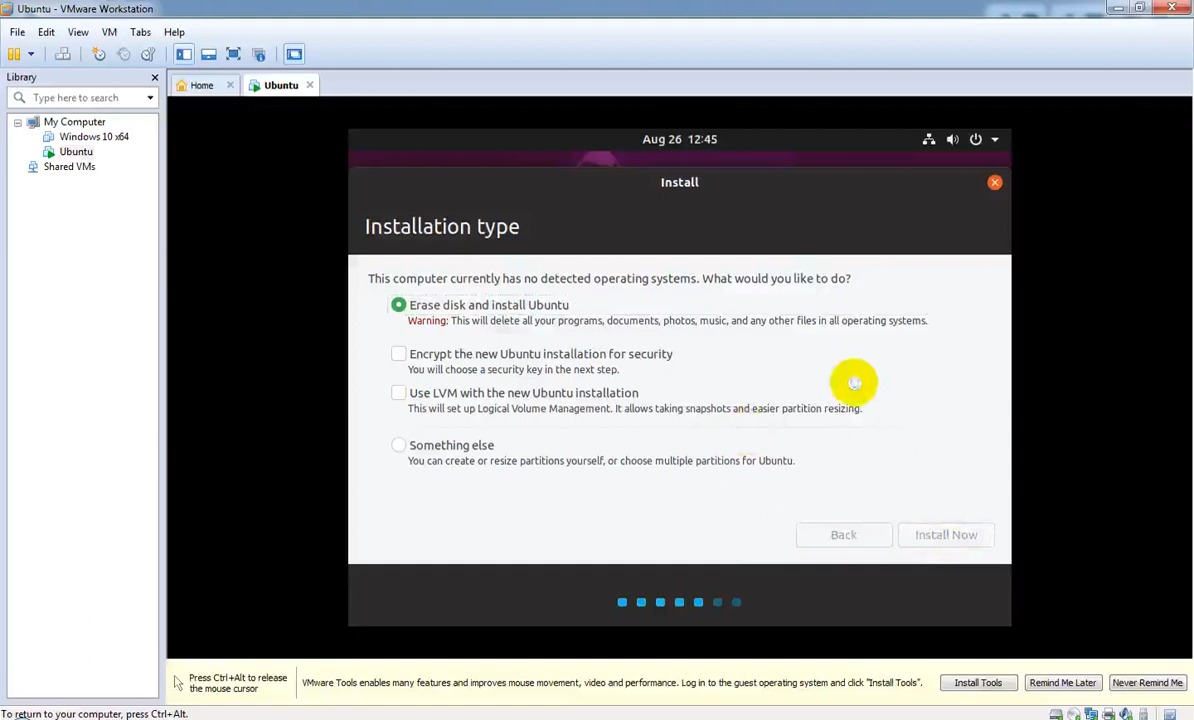 Ubuntu - VMware Workstation
File Edit View VM Tabs Help
Library
Type here to search
My Computer
Windows 10 x64
Ubuntu
Shared VMs
Home
Ubuntu
Aug 26 12:45
Install
Installation type
This computer currently has no detected operating systems. What would you like to do?
Erase disk and install Ubuntu
Warning: This will delete all your programs, documents, photos, music, and any other files in all operating systems.
Encrypt the new Ubuntu installation for security
You will choose a security key in the next step.
Use LVM with the new Ubuntu installation
This will set up Logical Volume Management. It allows taking snapshots and easier partition resizing.
Something else
You can create or resize partitions yourself, or choose multiple partitions for Ubuntu.
Back Install Now
Press Ctrl+Alt to release
the mouse cursor
VMware Tools enables many features and improves mouse movement, video and performance. Log in to the guest operating system and click "Install Tools".
Install Tools Remind Me Later Never Remind Me
To return to your computer, press Ctrl+Alt.